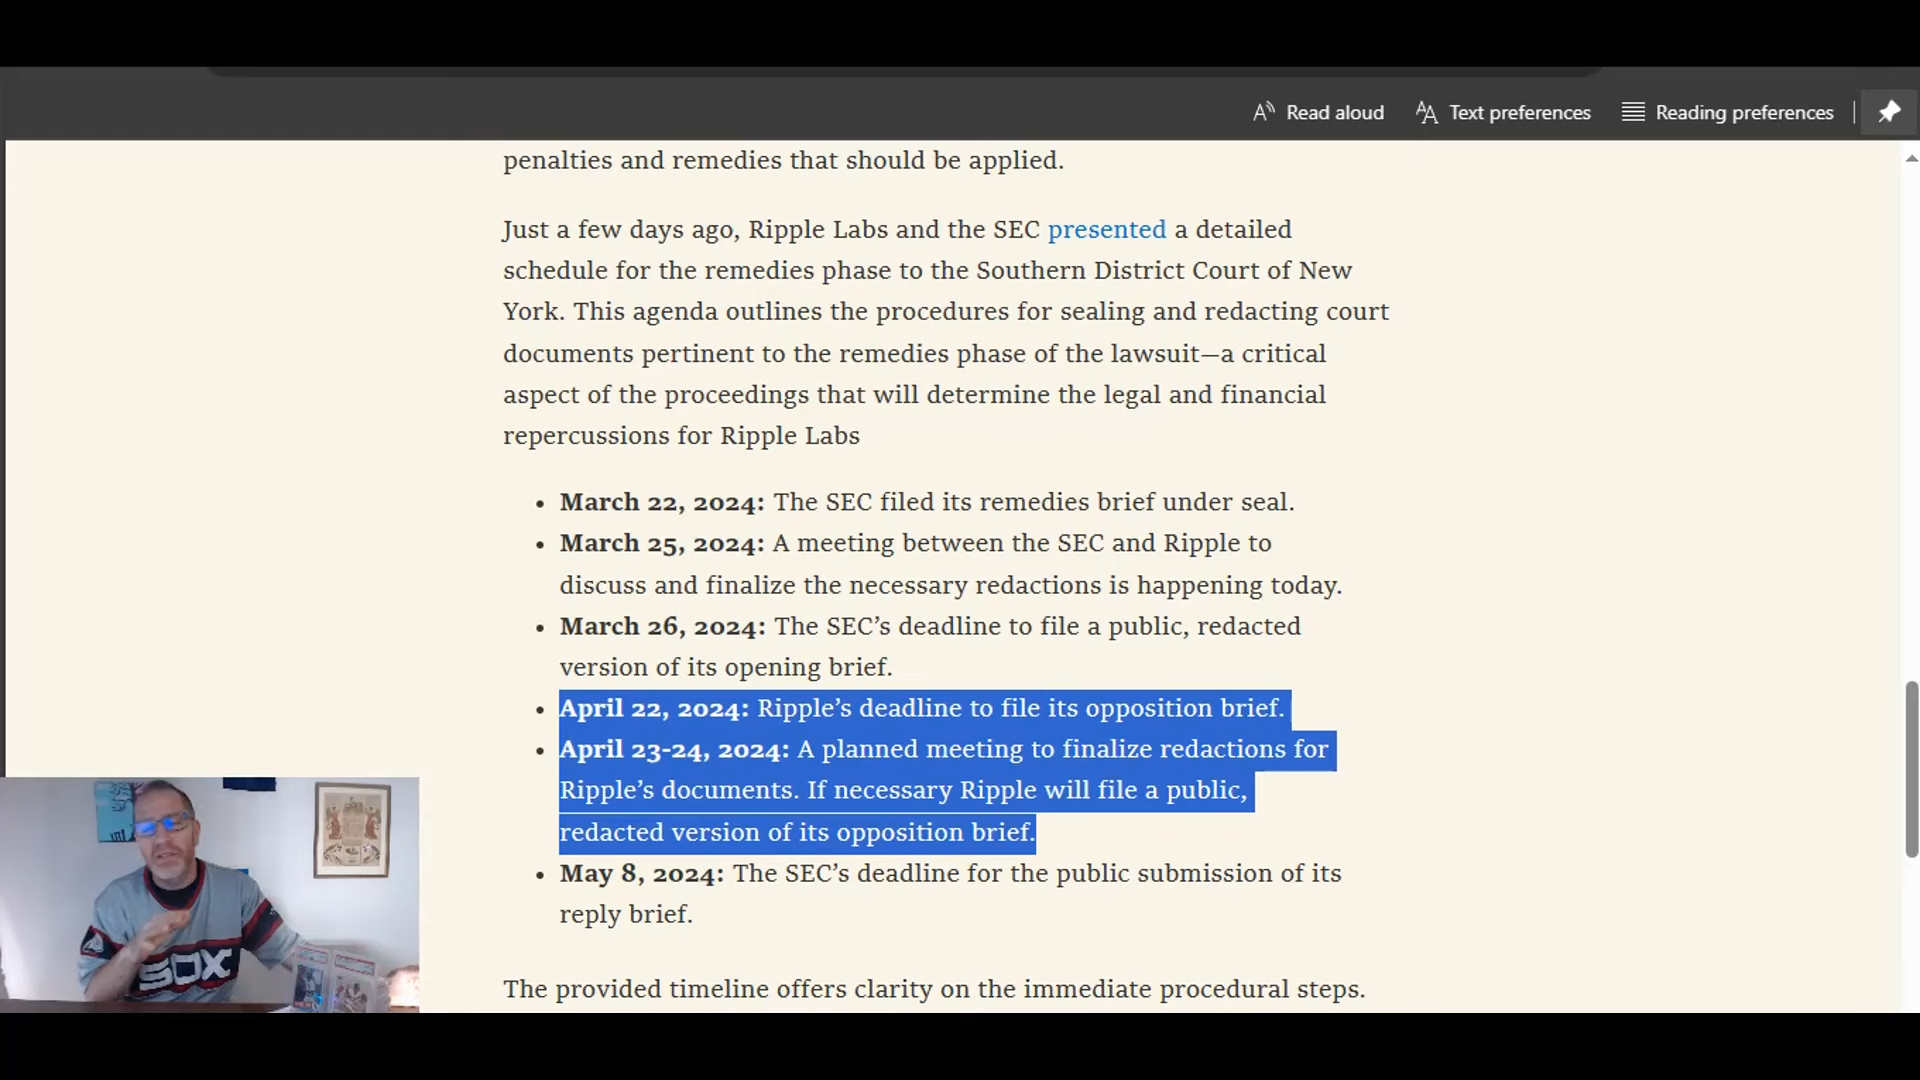 Read aloud
Text preferences
Reading preferences
penalties and remedies that should be applied.
Just a few days ago, Ripple Labs and the SEC presented a detailed
schedule for the remedies phase to the Southern District Court of New
York. This agenda outlines the procedures for sealing and redacting court
documents pertinent to the remedies phase of the lawsuit—a critical
aspect of the proceedings that will determine the legal and financial
repercussions for Ripple Labs
• March 22, 2024: The SEC filed its remedies brief under seal.
• March 25, 2024: A meeting between the SEC and Ripple to
discuss and finalize the necessary redactions is happening today.
• March 26, 2024: The SEC’s deadline to file a public, redacted
version of its opening brief.
• April 22, 2024: Ripple’s deadline to file its opposition brief.
• April 23-24, 2024: A planned meeting to finalize redactions for
Ripple’s documents. If necessary Ripple will file a public,
redacted version of its opposition brief.
• May 8, 2024: The SEC’s deadline for the public submission of its
reply brief.
The provided timeline offers clarity on the immediate procedural steps.
SOX